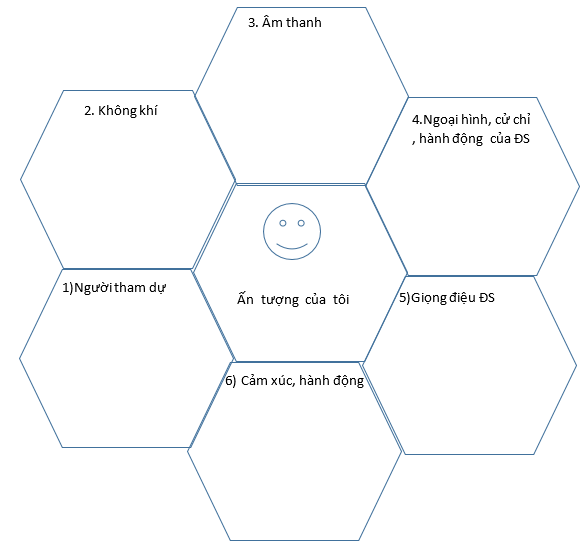 3. Âm thanh
2. Không khí
4.Ngoại hình, cử chỉ
, hành động của ĐS
1)Người tham dự
Ấn tượng của tôi
5)Giọng điệu ĐS
6) Cảm xúc, hành động